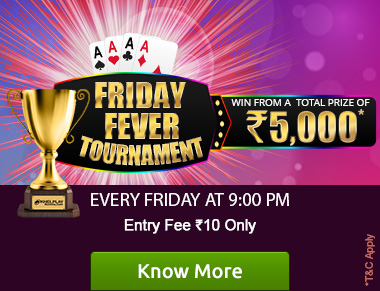 A A A A
FRIDAY
FEVER
TOURNAMENT
WIN FROM A TOTAL PRIZE OF
₹5,000*
KHELPLAY
EVERY FRIDAY AT 9:00 PM
Entry Fee ₹10 Only
Know More
*T&C Apply